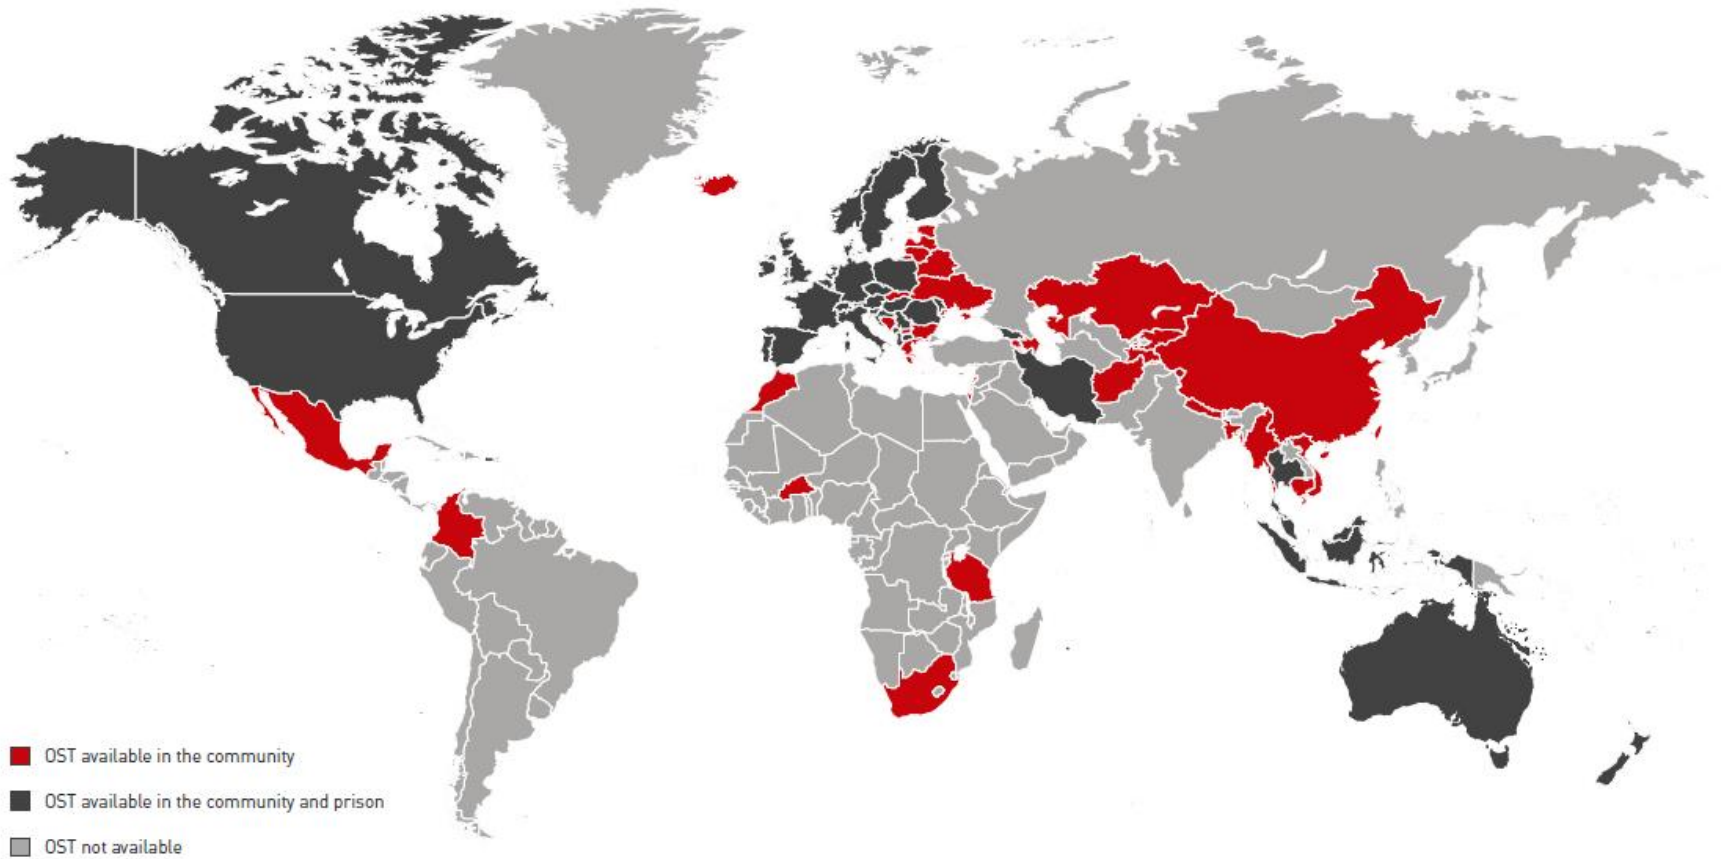 OST available in the community
OST available in the community and prison
OST not available